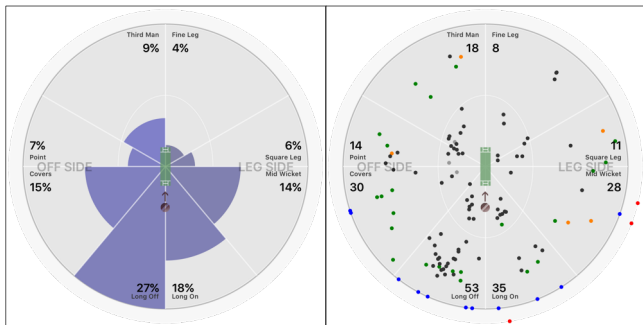 Third Man
9%
Fine Leg
4%
7%
Point
OFF SIDE
Covers
15%
6%
Square Leg
LEG SIDE
Mid Wicket
14%
27%
Long Off
18%
Long On
Third Man
18
Fine Leg
8
14
Point
OFF SIDE
Covers
30
11
Square Leg
LEG SIDE
Mid Wicket
28
53
Long Off
35
Long On